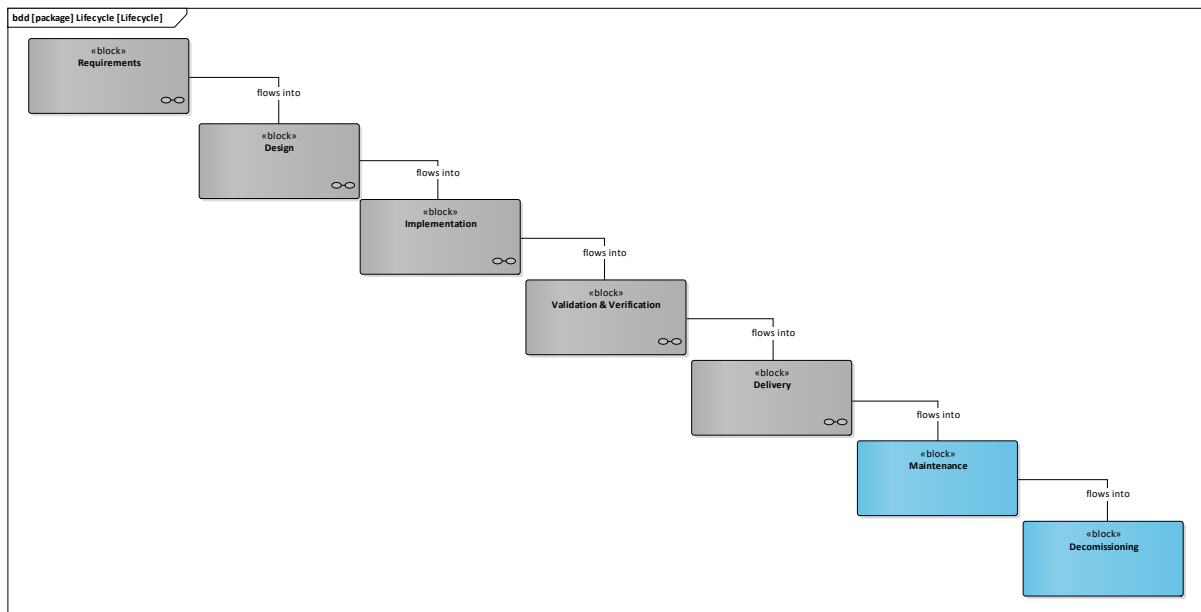 bdd [package] Lifecycle [Lifecycle]
«block»
Requirements
flows into
«block»
Design
flows into
«block»
Implementation
flows into
«block»
Validation & Verification
flows into
«block»
Delivery
flows into
«block»
Maintenance
flows into
«block»
Decomissioning